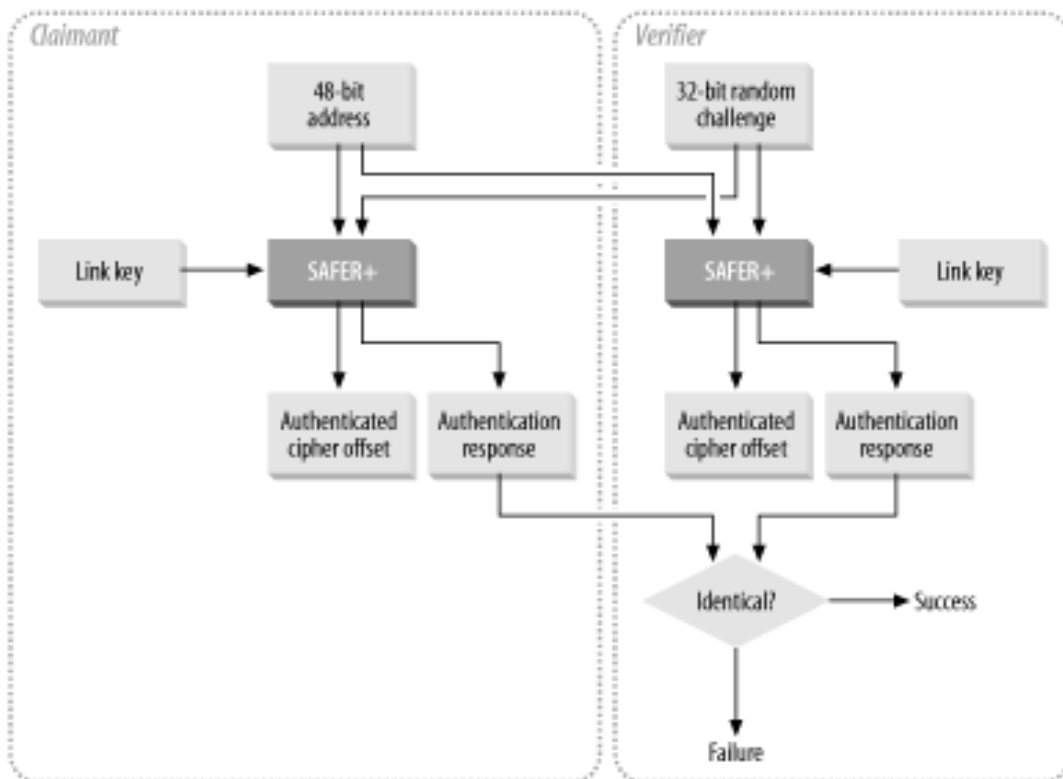 Claimant
Verifier
48-bit
address
32-bit random
challenge
Link key
SAFER+
SAFER+
Link key
Authenticated
cipher offset
Authentication
response
Authenticated
cipher offset
Authentication
response
Identical?
Success
Failure